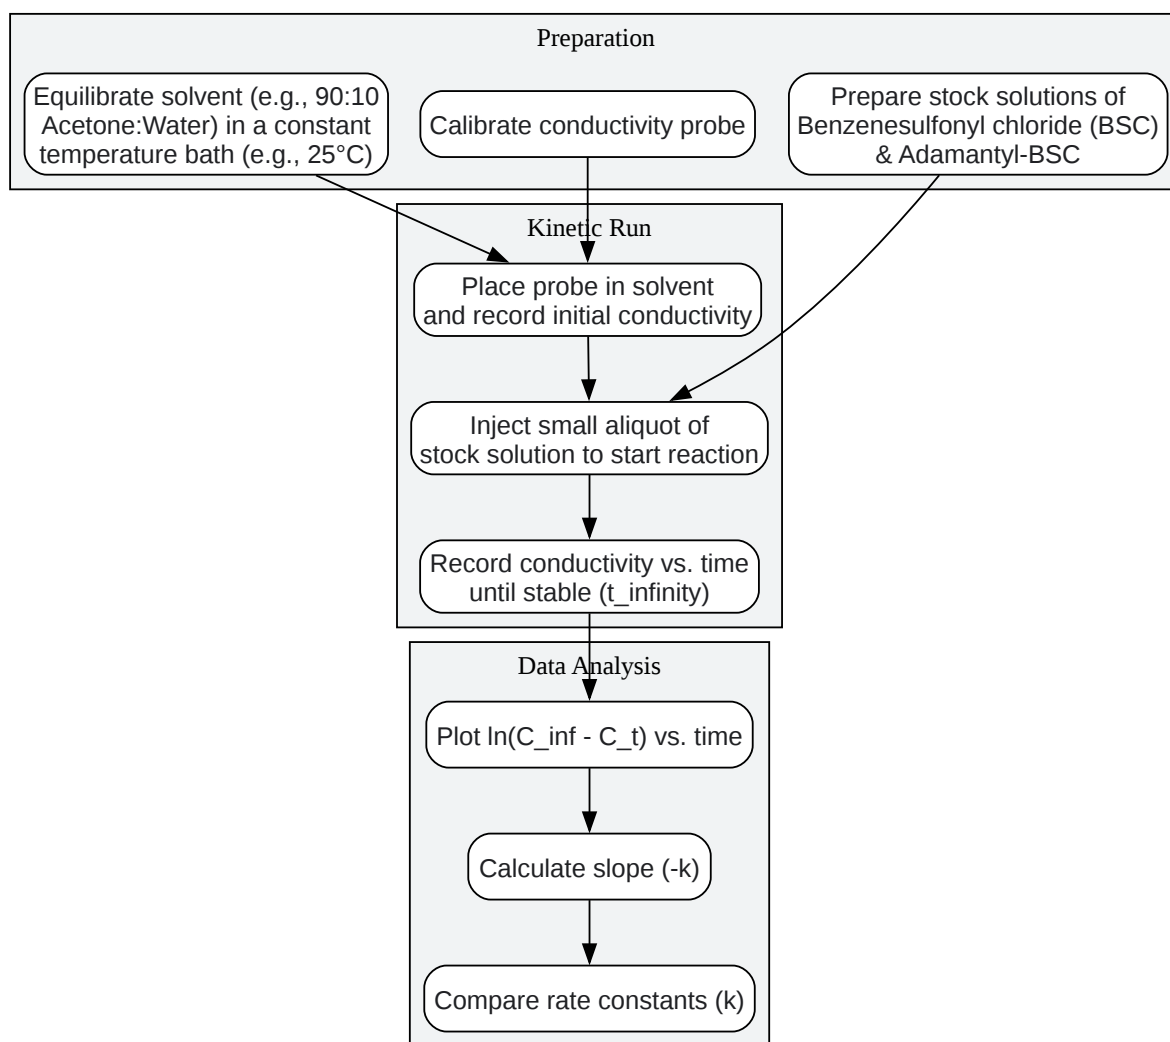 Preparation
Equilibrate solvent (e.g., 90:10
Acetone:Water) in a constant
temperature bath (e.g., 25°C)
Calibrate conductivity probe
Prepare stock solutions of
Benzenesulfonyl chloride (BSC)
& Adamantyl-BSC
Kinetic Run
Place probe in solvent
and record initial conductivity
Inject small aliquot of
stock solution to start reaction
Record conductivity vs. time
until stable (t_infinity)
Data Analysis
Plot ln(C_inf - C_t) vs. time
Calculate slope (-k)
Compare rate constants (k)